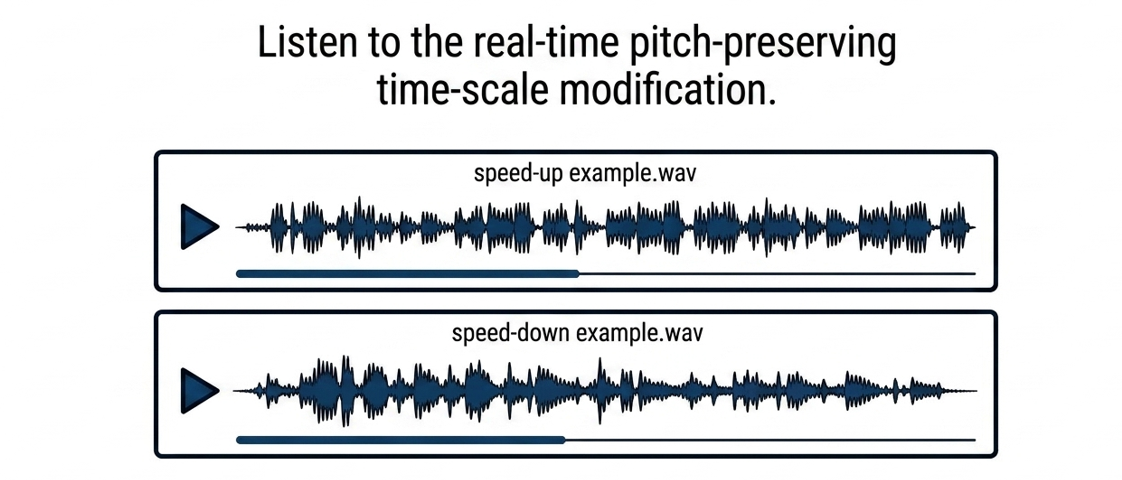 Listen to the real-time pitch-preserving
time-scale modification.
speed-up example.wav
speed-down example.wav